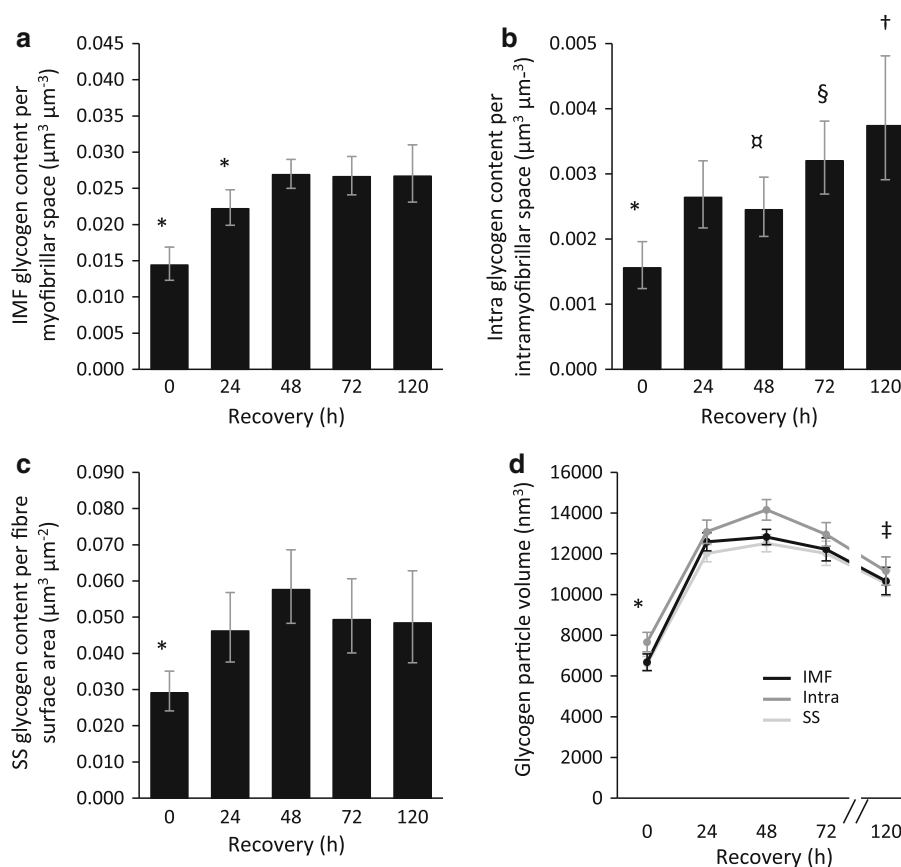 a
IMF glycogen content per
myofibrillar space (µm³ µm⁻³)
0.045
0.040
0.035
0.030
0.025
0.020
0.015
0.010
0.005
0.000
*
*
0 24 48 72 120
Recovery (h)
b
Intra glycogen content per
intramyofibrillar space (µm³ µm⁻³)
0.005
0.004
0.003
0.002
0.001
0.000
*
¤
§
†
0 24 48 72 120
Recovery (h)
c
SS glycogen content per fibre
surface area (µm³ µm⁻²)
0.090
0.080
0.070
0.060
0.050
0.040
0.030
0.020
0.010
0.000
*
0 24 48 72 120
Recovery (h)
d
Glycogen particle volume (nm³)
16000
14000
12000
10000
8000
6000
4000
2000
0
*
‡
IMF
Intra
SS
0 24 48 72 120
Recovery (h)